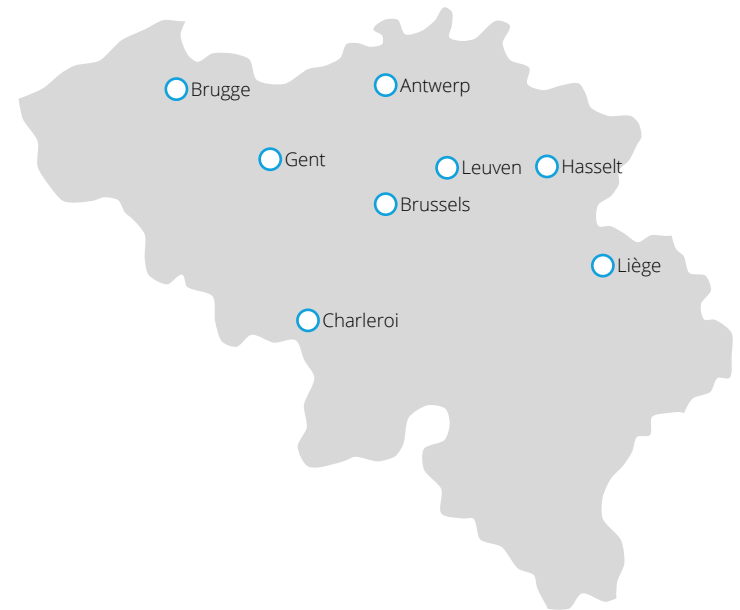 Brugge
Antwerp
Gent
Leuven
Hasselt
Brussels
Liège
Charleroi